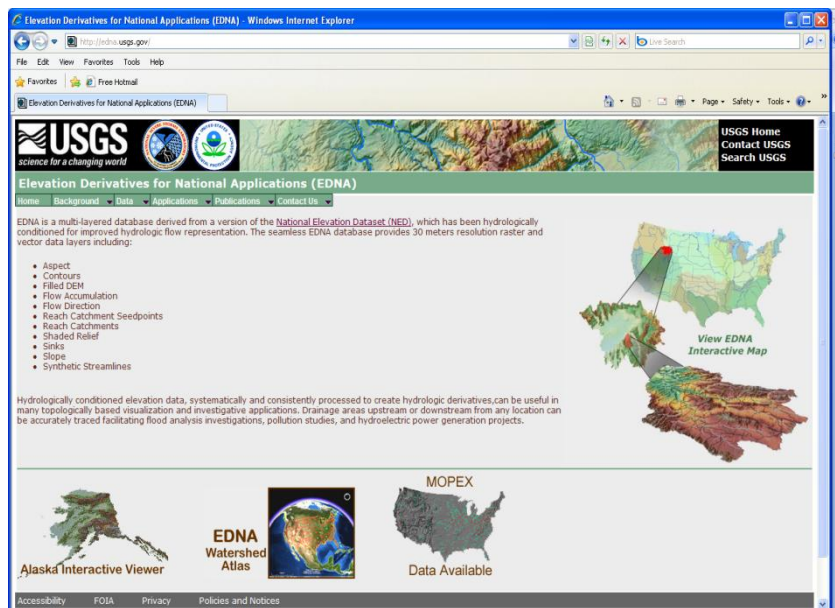 Elevation Derivatives for National Applications (EDNA) - Windows Internet Explorer
http://edna.usgs.gov/
Live Search
File Edit View Favorites Tools Help
Favorites Free Hotmail
Elevation Derivatives for National Applications (EDNA)
Page Safety Tools
USGS
science for a changing world
USGS Home
Contact USGS
Search USGS
Elevation Derivatives for National Applications (EDNA)
Home Background Data Applications Publications Contact Us
EDNA is a multi-layered database derived from a version of the National Elevation Dataset (NED), which has been hydrologically
conditioned for improved hydrologic flow representation. The seamless EDNA database provides 30 meters resolution raster and
vector data layers including:
Aspect
Contours
Filled DEM
Flow Accumulation
Flow Direction
Reach Catchment Seedpoints
Reach Catchments
Shaded Relief
Sinks
Slope
Synthetic Streamlines
View EDNA
Interactive Map
Hydrologically conditioned elevation data, systematically and consistently processed to create hydrologic derivatives,can be useful in
many topologically based visualization and investigative applications. Drainage areas upstream or downstream from any location can
be accurately traced facilitating flood analysis investigations, pollution studies, and hydroelectric power generation projects.
Alaska Interactive Viewer
EDNA
Watershed
Atlas
MOPEX
Data Available
Accessibility FOIA Privacy Policies and Notices